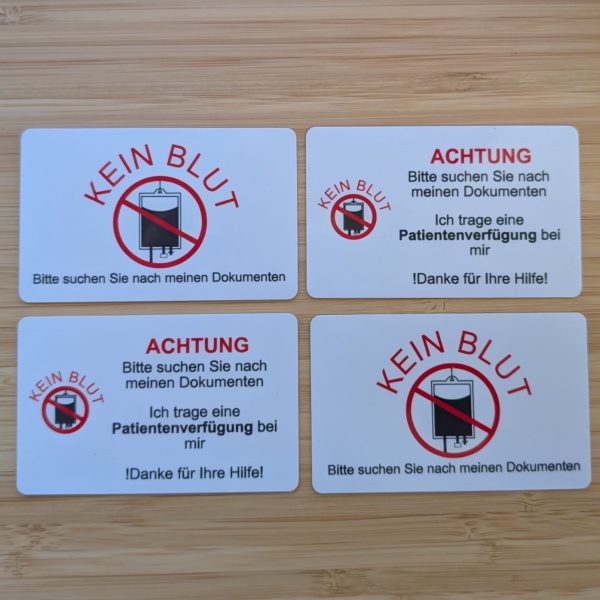 KEIN BLUT
Bitte suchen Sie nach meinen Dokumenten
KEIN BLUT
ACHTUNG
Bitte suchen Sie nach
meinen Dokumenten
Ich trage eine
Patientenverfügung bei
mir
!Danke für Ihre Hilfe!
KEIN BLUT
ACHTUNG
Bitte suchen Sie nach
meinen Dokumenten
Ich trage eine
Patientenverfügung bei
mir
!Danke für Ihre Hilfe!
KEIN BLUT
Bitte suchen Sie nach meinen Dokumenten